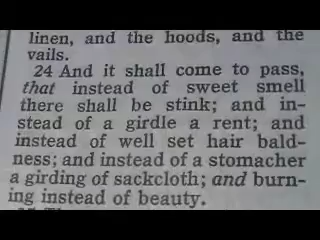 linen, and the hoods, and the
vails.
24 And it shall come to pass,
that instead of sweet smell
there shall be stink; and in-
stead of a girdle a rent; and
instead of well set hair bald-
ness; and instead of a stomacher
a girding of sackcloth; and burn-
ing instead of beauty.